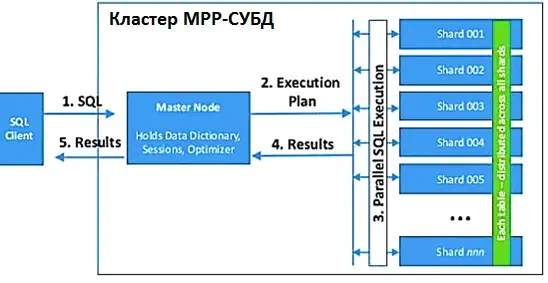 Кластер MPP-СУБД
SQL
Client
1. SQL
5. Results
Master Node
Holds Data Dictionary,
Sessions, Optimizer
2. Execution
Plan
4. Results
3. Parallel SQL Execution
Shard 001
Shard 002
Shard 003
Shard 004
Shard 005
...
Shard nnn
Each table – distributed across all shards